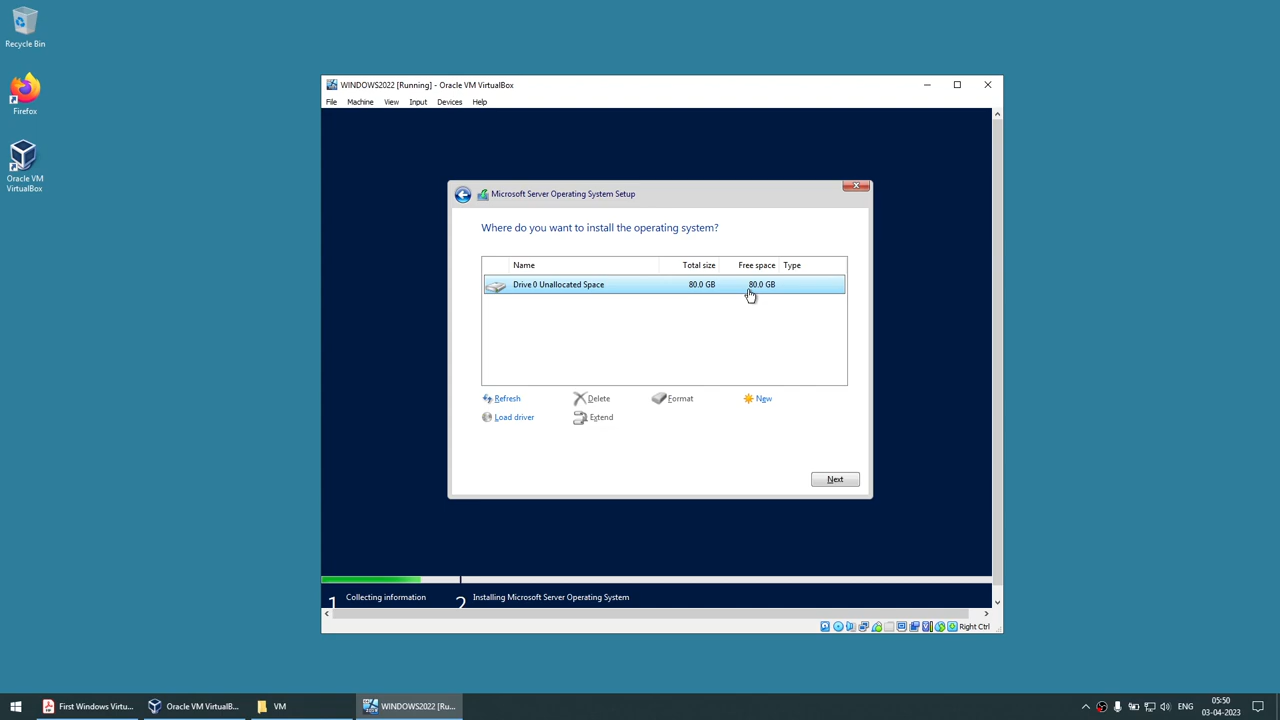 Recycle Bin
Firefox
Oracle VM
VirtualBox
WINDOWS2022 [Running] - Oracle VM VirtualBox
File Machine View Input Devices Help
Microsoft Server Operating System Setup
Where do you want to install the operating system?
Name Total size Free space Type
Drive 0 Unallocated Space 80.0 GB 80.0 GB
Refresh Delete Format New
Load driver Extend
Next
1 Collecting information 2 Installing Microsoft Server Operating System
Right Ctrl
First Windows Virtu... Oracle VM VirtualB... VM WINDOWS2022 [Ru... ENG
05:50
03-04-2023